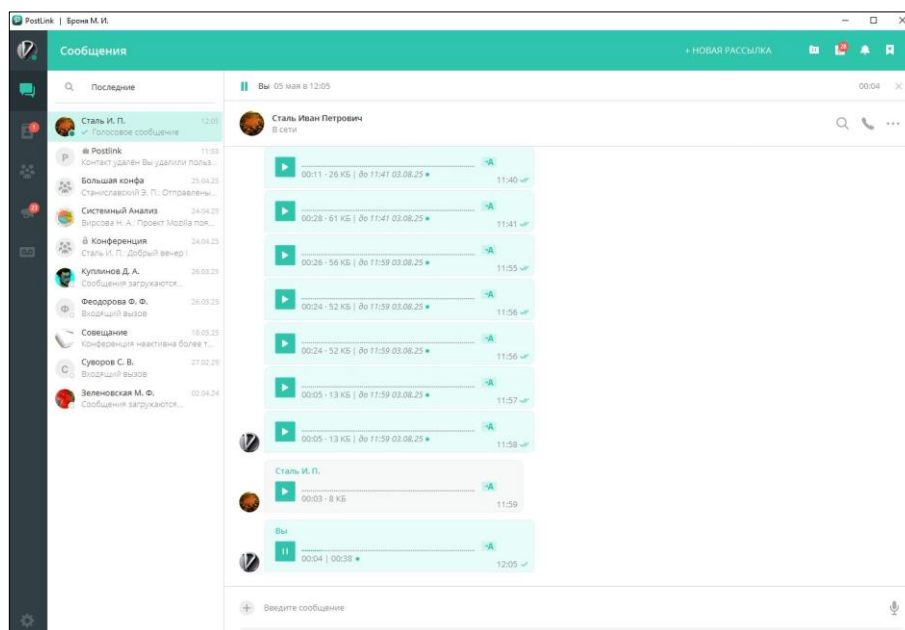 PostLink | Броня М. И.
Сообщения
+ НОВАЯ РАССЫЛКА
28
Последние
Вы 05 мая в 12:05
00:04
Сталь И. П.
12:05
Голосовое сообщение
Сталь Иван Петрович
В сети
1
P
Postlink
11:53
Контакт удалён Вы удалили польз...
Большая конфа
25.04.25
Станиславский Э. П.: Отправлены...
23
Системный Анализ
24.04.25
Вирсова Н. А.: Проект Mozilla поя...
Конференция
24.04.25
Сталь И. П.: Добрый вечер !
Куплинов Д. А.
Сообщения загружаются...
Ф
Феодорова Ф. Ф.
26.03.25
Входящий вызов
Совещание
18.03.25
Конференция неактивна более т...
С
Суворов С. В.
27.02.25
Входящий вызов
Зеленовская М. Ф.
02.04.24
Сообщения загружаются...
00:11 - 26 КБ | до 11:41 03.08.25
A
11:40
00:28 - 61 КБ | до 11:41 03.08.25
A
11:41
00:26 - 56 КБ | до 11:59 03.08.25
A
11:55
00:24 - 52 КБ | до 11:59 03.08.25
A
11:56
00:24 - 52 КБ | до 11:59 03.08.25
A
11:56
00:05 - 13 КБ | до 11:59 03.08.25
A
11:57
00:05 - 13 КБ | до 11:59 03.08.25
A
11:58
Сталь И. П.
00:03 - 8 КБ
A
11:59
Вы
00:04 | 00:38
A
12:05
Введите сообщение